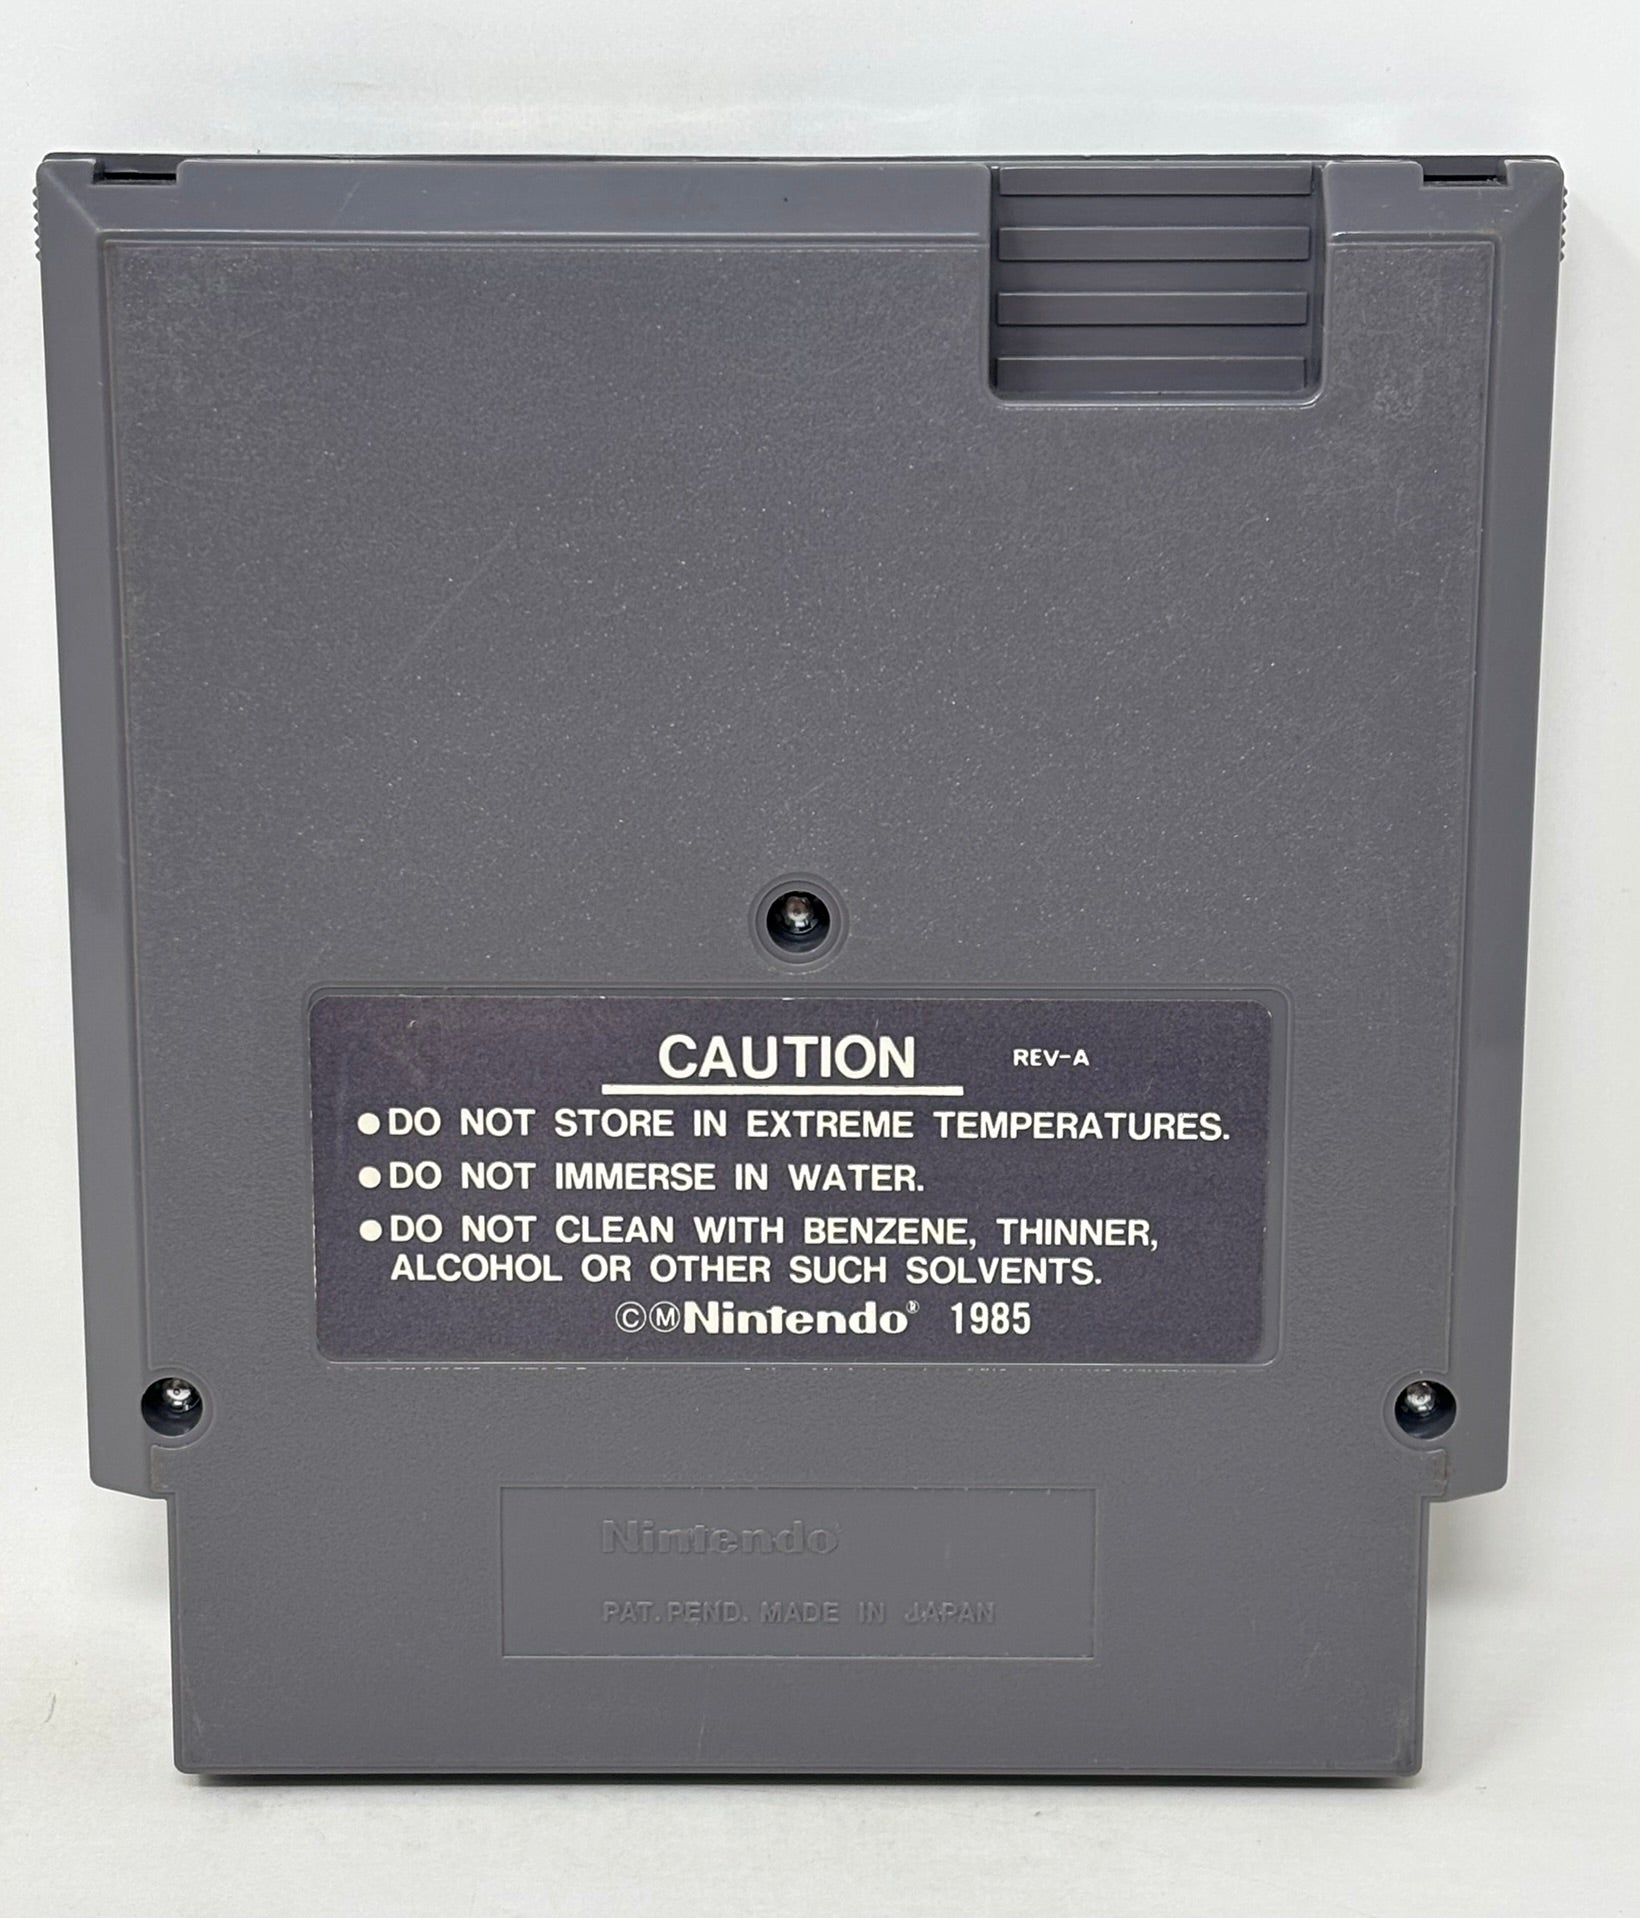 CAUTION REV-A
●DO NOT STORE IN EXTREME TEMPERATURES.
●DO NOT IMMERSE IN WATER.
●DO NOT CLEAN WITH BENZENE, THINNER,
ALCOHOL OR OTHER SUCH SOLVENTS.
©ⓂNintendo® 1985
Nintendo
PAT. PEND. MADE IN JAPAN